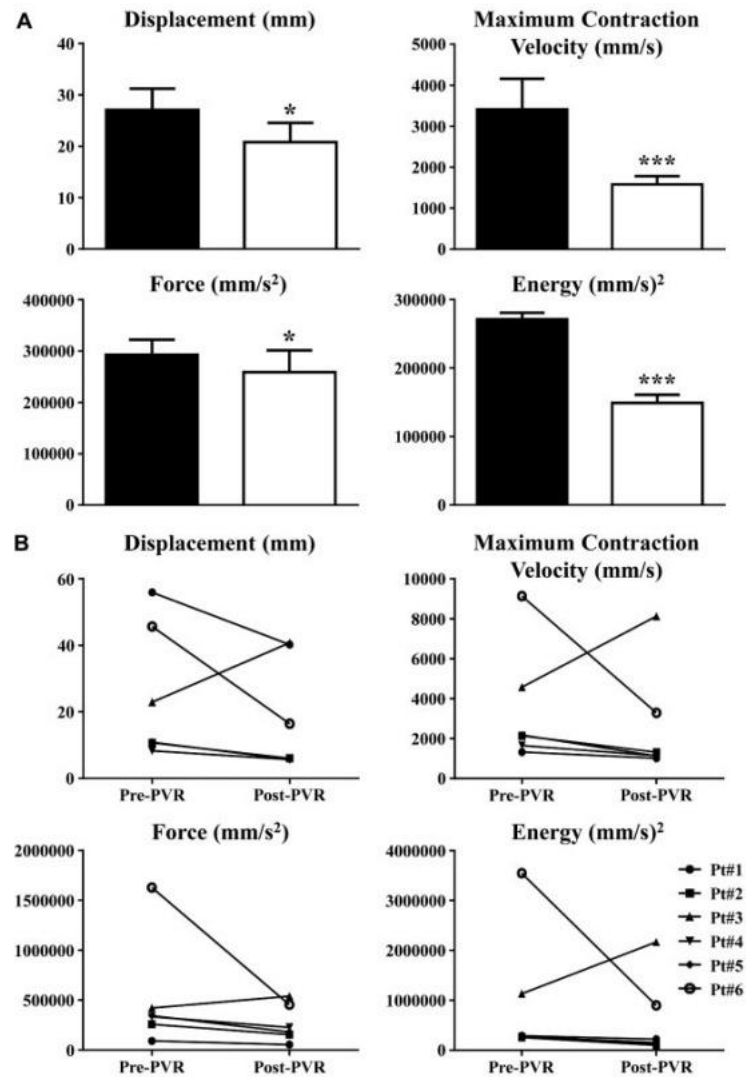 A
Displacement (mm)
40
30
20
10
0
*
Maximum Contraction
Velocity (mm/s)
5000
4000
3000
2000
1000
0
***
Force (mm/s²)
400000
300000
200000
100000
0
*
Energy (mm/s)²
300000
200000
100000
0
***
B
Displacement (mm)
60
40
20
0
Pre-PVR Post-PVR
Maximum Contraction
Velocity (mm/s)
10000
8000
6000
4000
2000
0
Pre-PVR Post-PVR
Force (mm/s²)
2000000
1500000
1000000
500000
0
Pre-PVR Post-PVR
Energy (mm/s)²
4000000
3000000
2000000
1000000
0
Pre-PVR Post-PVR
Pt#1
Pt#2
Pt#3
Pt#4
Pt#5
Pt#6